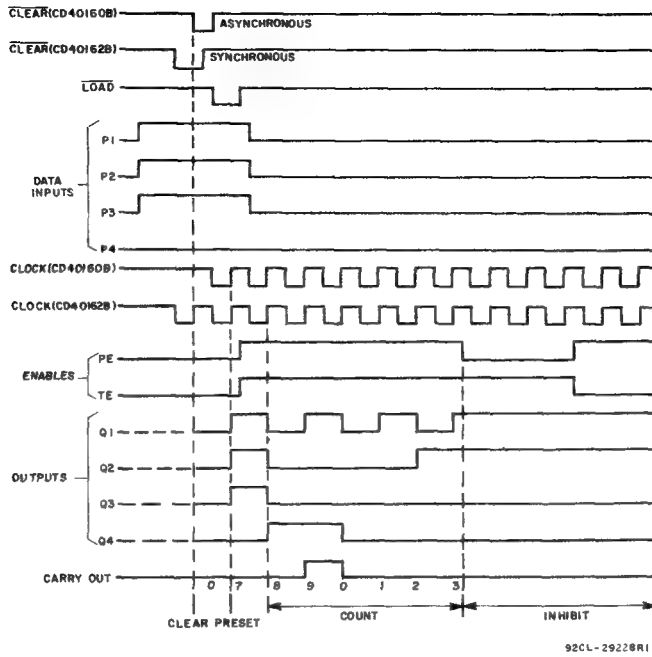 CLEAR(CD40160B)
ASYNCHRONOUS
CLEAR(CD40162B)
SYNCHRONOUS
LOAD
DATA INPUTS
P1
P2
P3
P4
CLOCK(CD40160B)
CLOCK(CD40162B)
ENABLES
PE
TE
OUTPUTS
Q1
Q2
Q3
Q4
CARRY OUT
0 7 8 9 0 1 2 3
CLEAR PRESET COUNT INHIBIT
92CL-29228R1